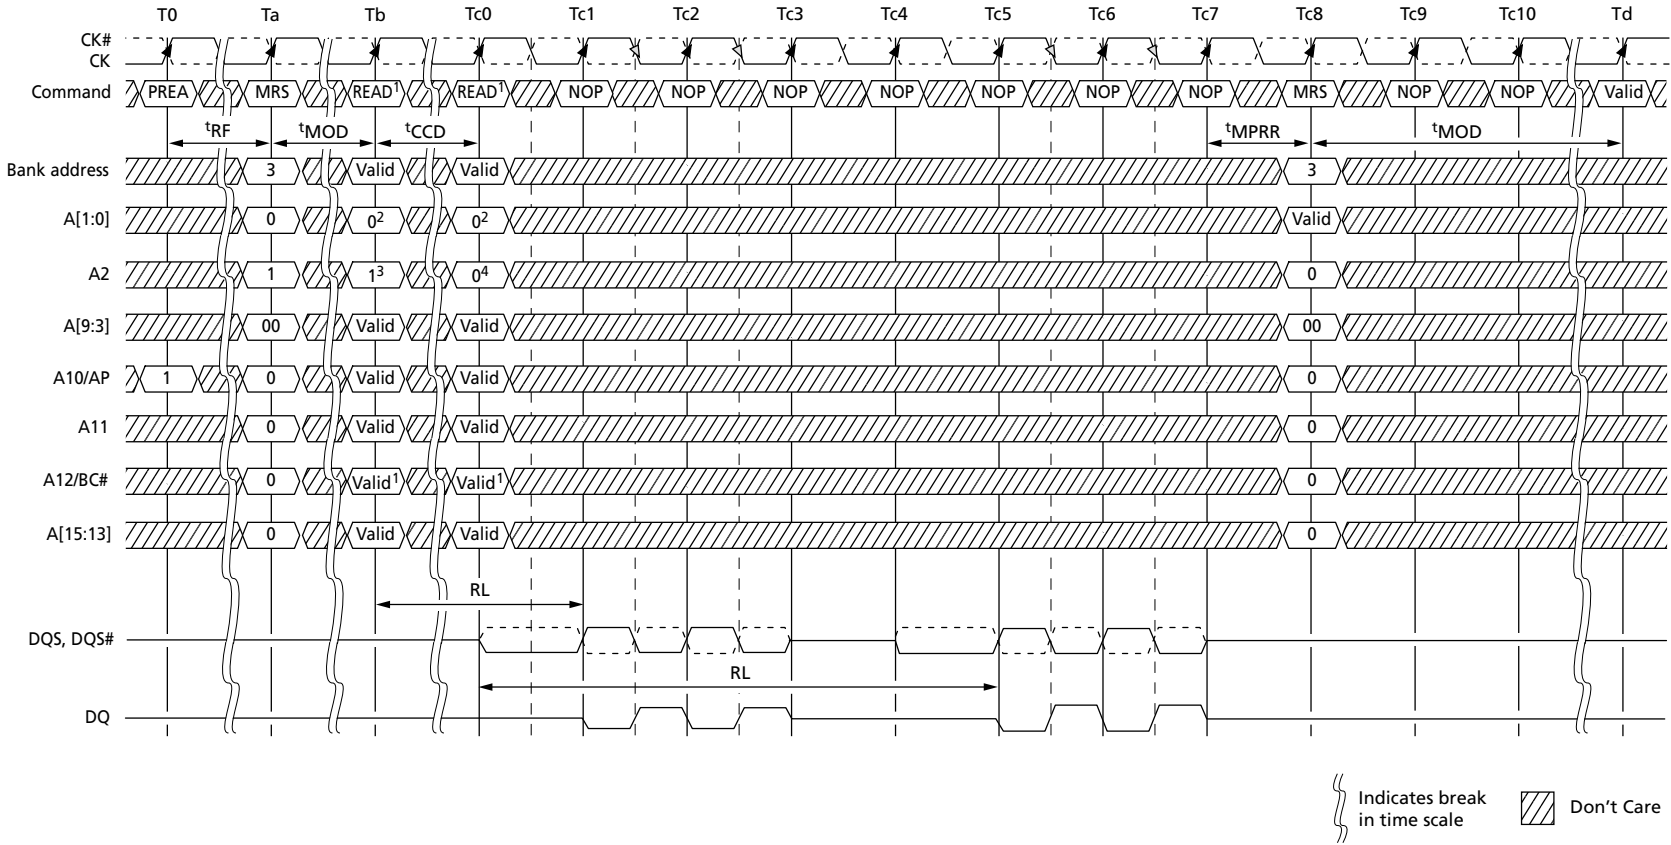 T0 Ta Tb Tc0 Tc1 Tc2 Tc3 Tc4 Tc5 Tc6 Tc7 Tc8 Tc9 Tc10 Td
CK#
CK
Command PREA MRS READ1 READ1 NOP NOP NOP NOP NOP NOP NOP MRS NOP NOP Valid
tRF tMOD tCCD tMPRR tMOD
Bank address 3 Valid Valid 3
A[1:0] 0 02 02 Valid
A2 1 13 04 0
A[9:3] 00 Valid Valid 00
A10/AP 1 0 Valid Valid 0
A11 0 Valid Valid 0
A12/BC# 0 Valid1 Valid1 0
A[15:13] 0 Valid Valid 0
RL
DQS, DQS#
RL
DQ
Indicates break
in time scale
Don't Care